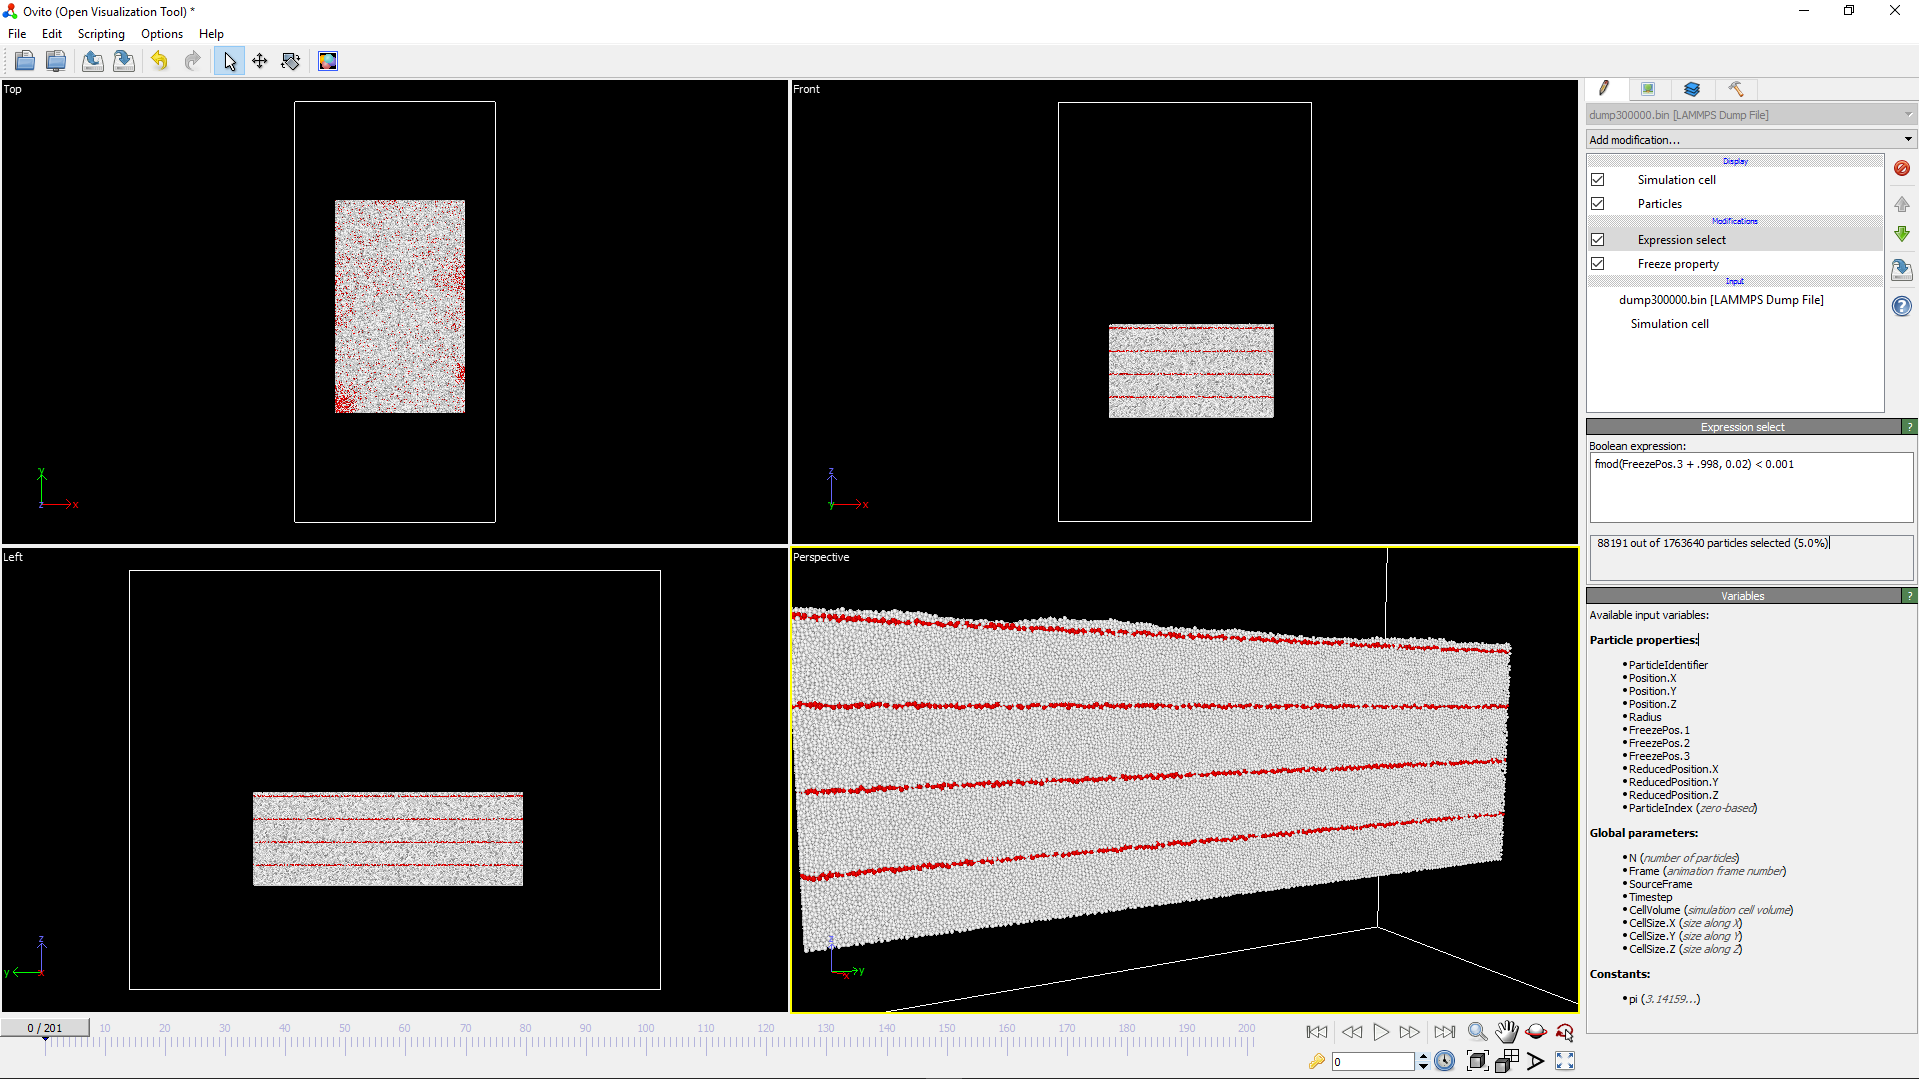 Ovito (Open Visualization Tool) *
File Edit Scripting Options Help
Top
y
z x
Front
z
y x
Left
z
y x
Perspective
z
y
x
dump300000.bin [LAMMPS Dump File]
Add modification...
Display
Simulation cell
Particles
Modifications
Expression select
Freeze property
Input
dump300000.bin [LAMMPS Dump File]
Simulation cell
Expression select ?
Boolean expression:
fmod(FreezePos.3 + .998, 0.02) < 0.001
88191 out of 1763640 particles selected (5.0%)
Variables ?
Available input variables:
Particle properties:
• ParticleIdentifier
• Position.X
• Position.Y
• Position.Z
• Radius
• FreezePos.1
• FreezePos.2
• FreezePos.3
• ReducedPosition.X
• ReducedPosition.Y
• ReducedPosition.Z
• ParticleIndex (zero-based)
Global parameters:
• N (number of particles)
• Frame (animation frame number)
• SourceFrame
• Timestep
• CellVolume (simulation cell volume)
• CellSize.X (size along X)
• CellSize.Y (size along Y)
• CellSize.Z (size along Z)
Constants:
• pi (3.14159...)
0 / 201 10 20 30 40 50 60 70 80 90 100 110 120 130 140 150 160 170 180 190 200
0